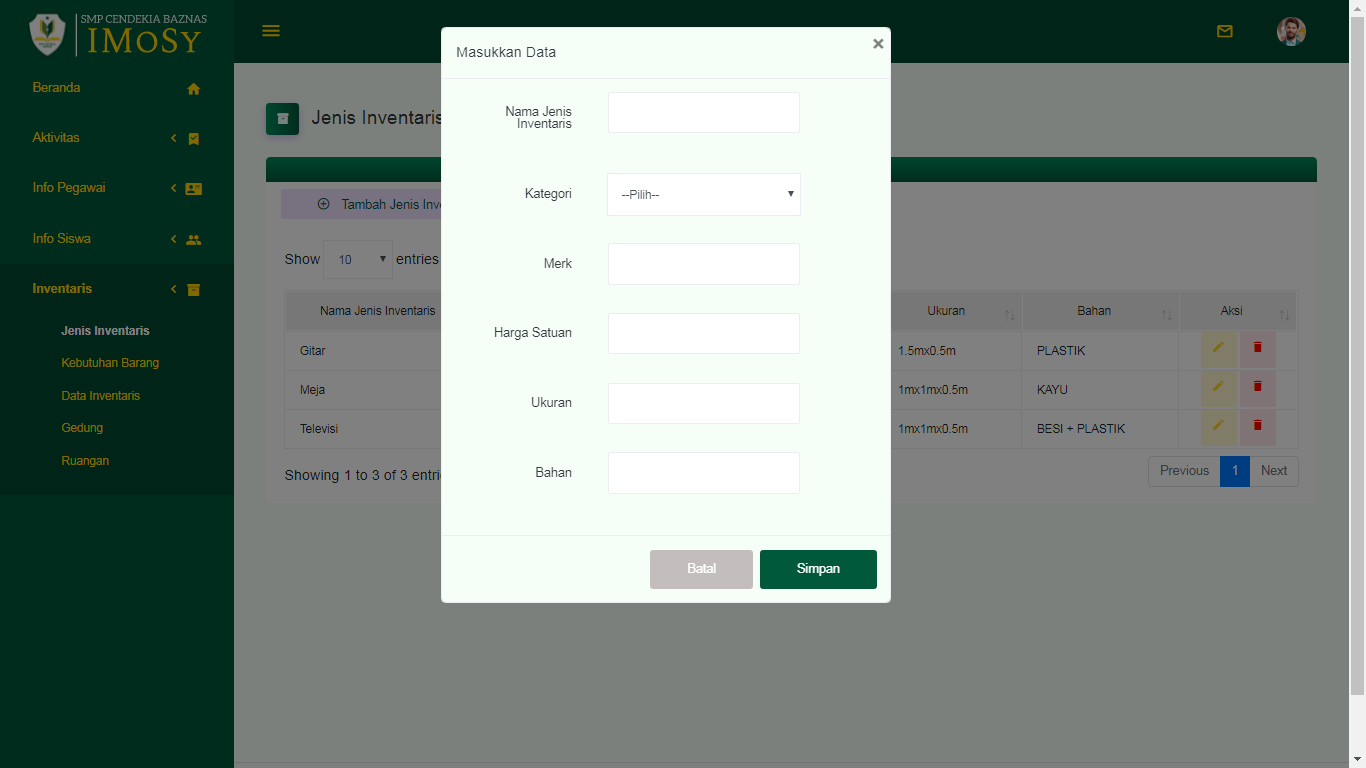 SMP CENDEKIA BAZNAS
IMoSy
Beranda
Aktivitas
Info Pegawai
Info Siswa
Inventaris
Jenis Inventaris
Kebutuhan Barang
Data Inventaris
Gedung
Ruangan
Jenis Inventaris
Tambah Jenis Inve
Show 10 entries
Nama Jenis Inventaris Ukuran Bahan Aksi
Gitar 1.5mx0.5m PLASTIK
Meja 1mx1mx0.5m KAYU
Televisi 1mx1mx0.5m BESI + PLASTIK
Showing 1 to 3 of 3 entri
Previous 1 Next
Masukkan Data ×
Nama Jenis
Inventaris
Kategori --Pilih--
Merk
Harga Satuan
Ukuran
Bahan
Batal Simpan